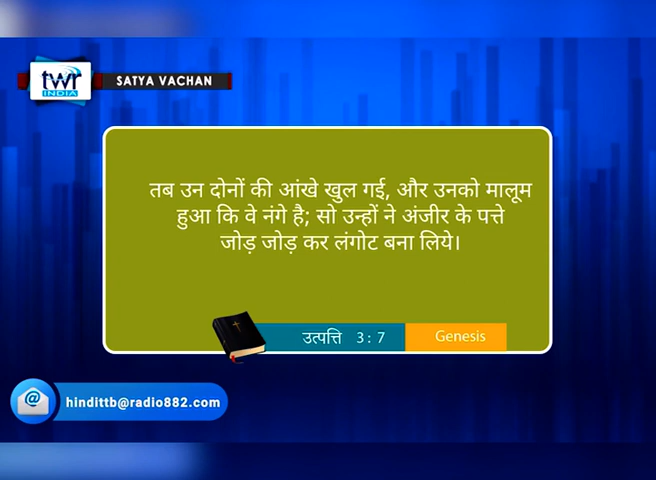 twr
INDIA
SATYA VACHAN
तब उन दोनों की आंखे खुल गई, और उनको मालूम
हुआ कि वे नंगे है; सो उन्हों ने अंजीर के पत्ते
जोड़ जोड़ कर लंगोट बना लिये।
उत्पत्ति 3 : 7 Genesis
@ hindittb@radio882.com